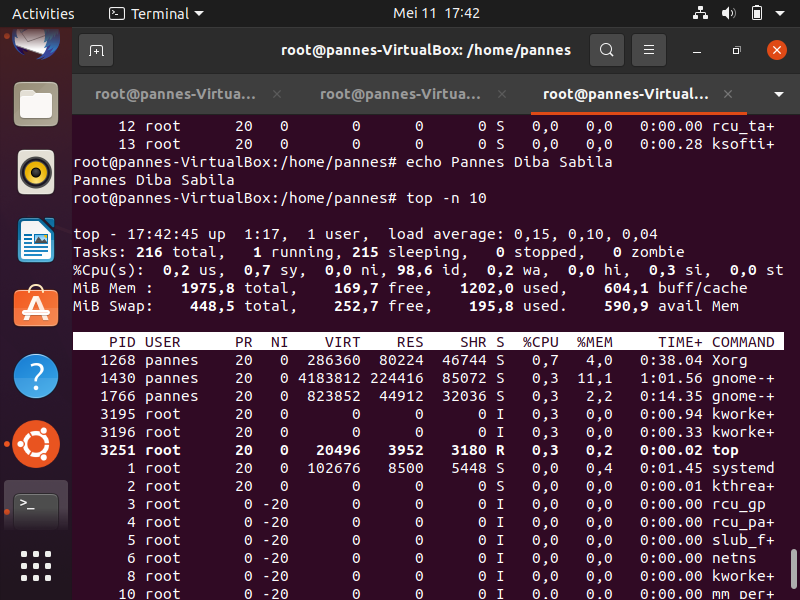 Activities Terminal Mei 11 17:42
root@pannes-VirtualBox: /home/pannes
root@pannes-Virtua... root@pannes-Virtua... root@pannes-Virtual...
12 root 20 0 0 0 0 S 0,0 0,0 0:00.00 rcu_ta+
13 root 20 0 0 0 0 S 0,0 0,0 0:00.28 ksofti+
root@pannes-VirtualBox:/home/pannes# echo Pannes Diba Sabila
Pannes Diba Sabila
root@pannes-VirtualBox:/home/pannes# top -n 10
top - 17:42:45 up 1:17, 1 user, load average: 0,15, 0,10, 0,04
Tasks: 216 total, 1 running, 215 sleeping, 0 stopped, 0 zombie
%Cpu(s): 0,2 us, 0,7 sy, 0,0 ni, 98,6 id, 0,2 wa, 0,0 hi, 0,3 si, 0,0 st
MiB Mem : 1975,8 total, 169,7 free, 1202,0 used, 604,1 buff/cache
MiB Swap: 448,5 total, 252,7 free, 195,8 used. 590,9 avail Mem
PID USER PR NI VIRT RES SHR S %CPU %MEM TIME+ COMMAND
1268 pannes 20 0 286360 80224 46744 S 0,7 4,0 0:38.04 Xorg
1430 pannes 20 0 4183812 224416 85072 S 0,3 11,1 1:01.56 gnome-+
1766 pannes 20 0 823852 44912 32036 S 0,3 2,2 0:14.35 gnome-+
3195 root 20 0 0 0 0 I 0,3 0,0 0:00.94 kworke+
3196 root 20 0 0 0 0 I 0,3 0,0 0:00.33 kworke+
3251 root 20 0 20496 3952 3180 R 0,3 0,2 0:00.02 top
1 root 20 0 102676 8500 5448 S 0,0 0,4 0:01.45 systemd
2 root 20 0 0 0 0 S 0,0 0,0 0:00.01 kthrea+
3 root 0 -20 0 0 0 I 0,0 0,0 0:00.00 rcu_gp
4 root 0 -20 0 0 0 I 0,0 0,0 0:00.00 rcu_pa+
5 root 0 -20 0 0 0 I 0,0 0,0 0:00.00 slub_f+
6 root 0 -20 0 0 0 I 0,0 0,0 0:00.00 netns
8 root 0 -20 0 0 0 I 0,0 0,0 0:00.00 kworke+
10 root 0 -20 0 0 0 I 0,0 0,0 0:00.00 mm_per+